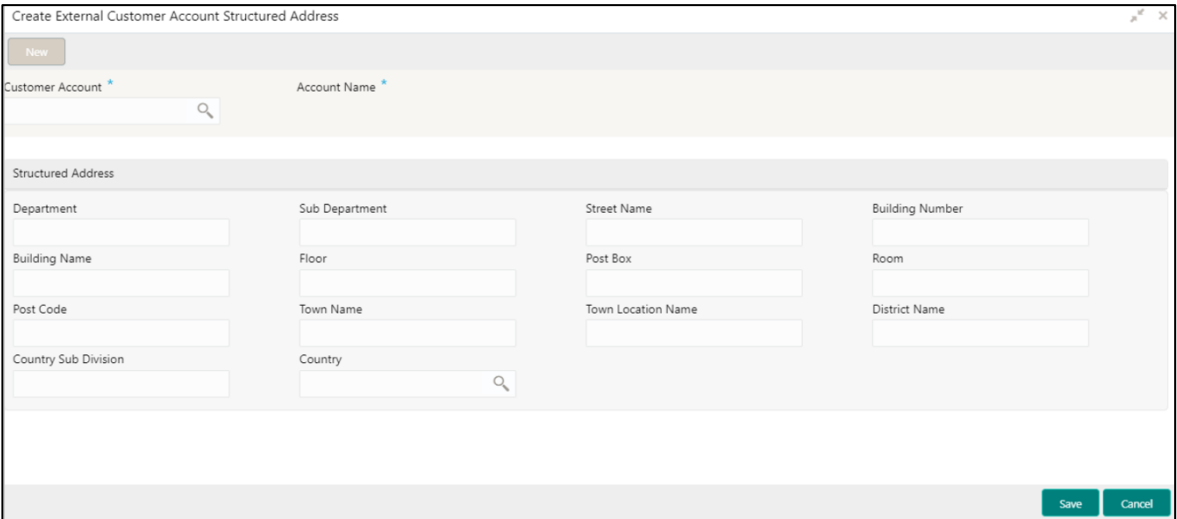 Create External Customer Account Structured Address
New
Customer Account * Account Name *
Structured Address
Department Sub Department Street Name Building Number
Building Name Floor Post Box Room
Post Code Town Name Town Location Name District Name
Country Sub Division Country
Save Cancel